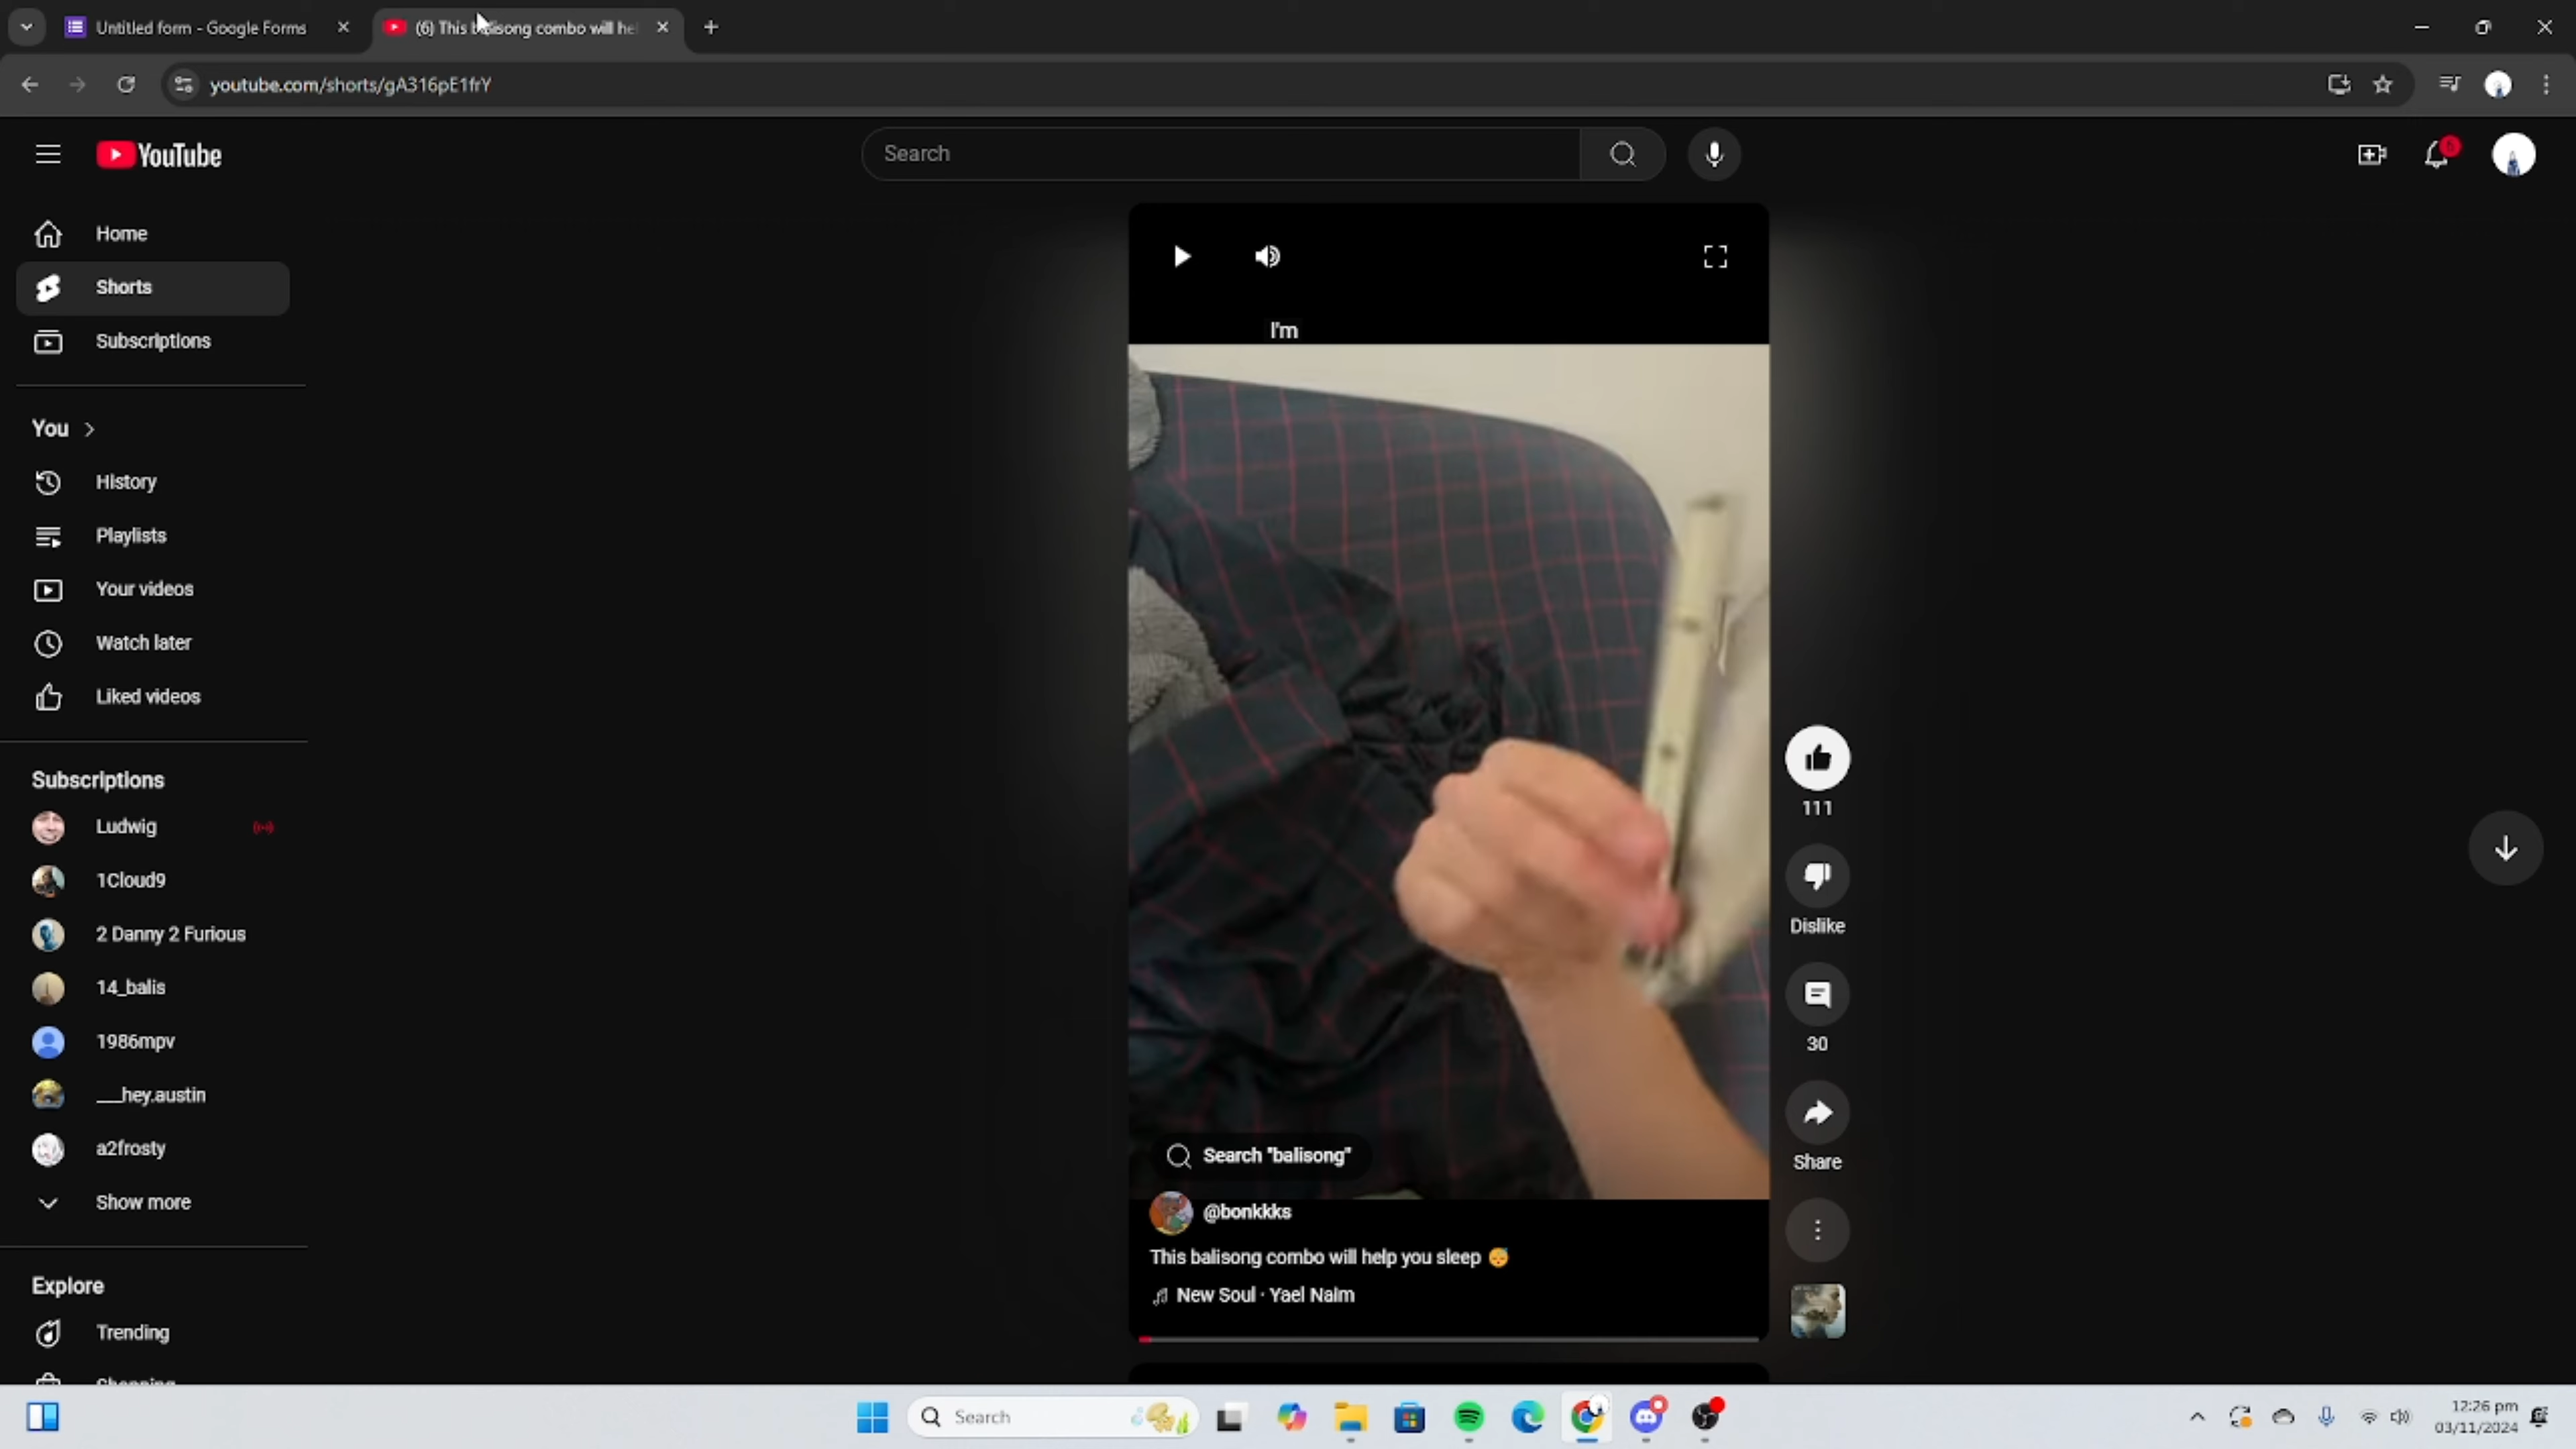 Untitled form - Google Forms
(6) This balisong combo will hel
youtube.com/shorts/gA316pE1frY
YouTube
Search
6
Home
Shorts
Subscriptions
You
History
Playlists
Your videos
Watch later
Liked videos
Subscriptions
Ludwig
1Cloud9
2 Danny 2 Furious
14_balis
1986mpv
___hey.austin
a2frosty
Show more
Explore
Trending
Shopping
I'm
111
Dislike
30
Share
Search "balisong"
@bonkkks
This balisong combo will help you sleep 😴
New Soul · Yael Naim
Search
12:26 pm
03/11/2024